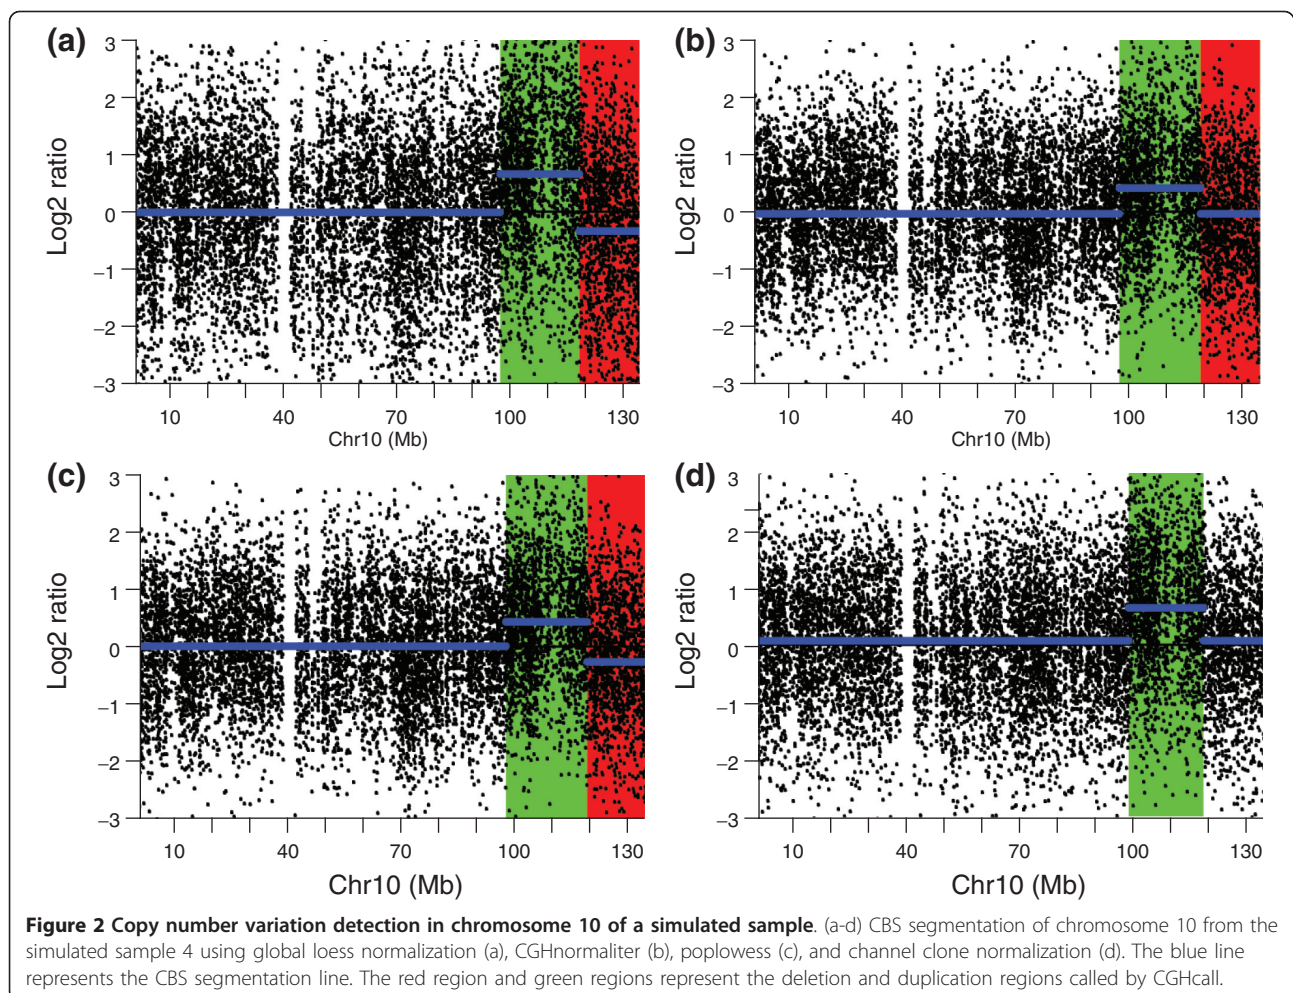 (a)
3
2
1
0
−1
−2
−3
Log2 ratio
10 40 70 100 130
Chr10 (Mb)
(b)
3
2
1
0
−1
−2
−3
Log2 ratio
10 40 70 100 130
Chr10 (Mb)
(c)
3
2
1
0
−1
−2
−3
Log2 ratio
10 40 70 100 130
Chr10 (Mb)
(d)
3
2
1
0
−1
−2
−3
Log2 ratio
10 40 70 100 130
Chr10 (Mb)
Figure 2 Copy number variation detection in chromosome 10 of a simulated sample. (a-d) CBS segmentation of chromosome 10 from the
simulated sample 4 using global loess normalization (a), CGHnormaliter (b), poplowess (c), and channel clone normalization (d). The blue line
represents the CBS segmentation line. The red region and green regions represent the deletion and duplication regions called by CGHcall.